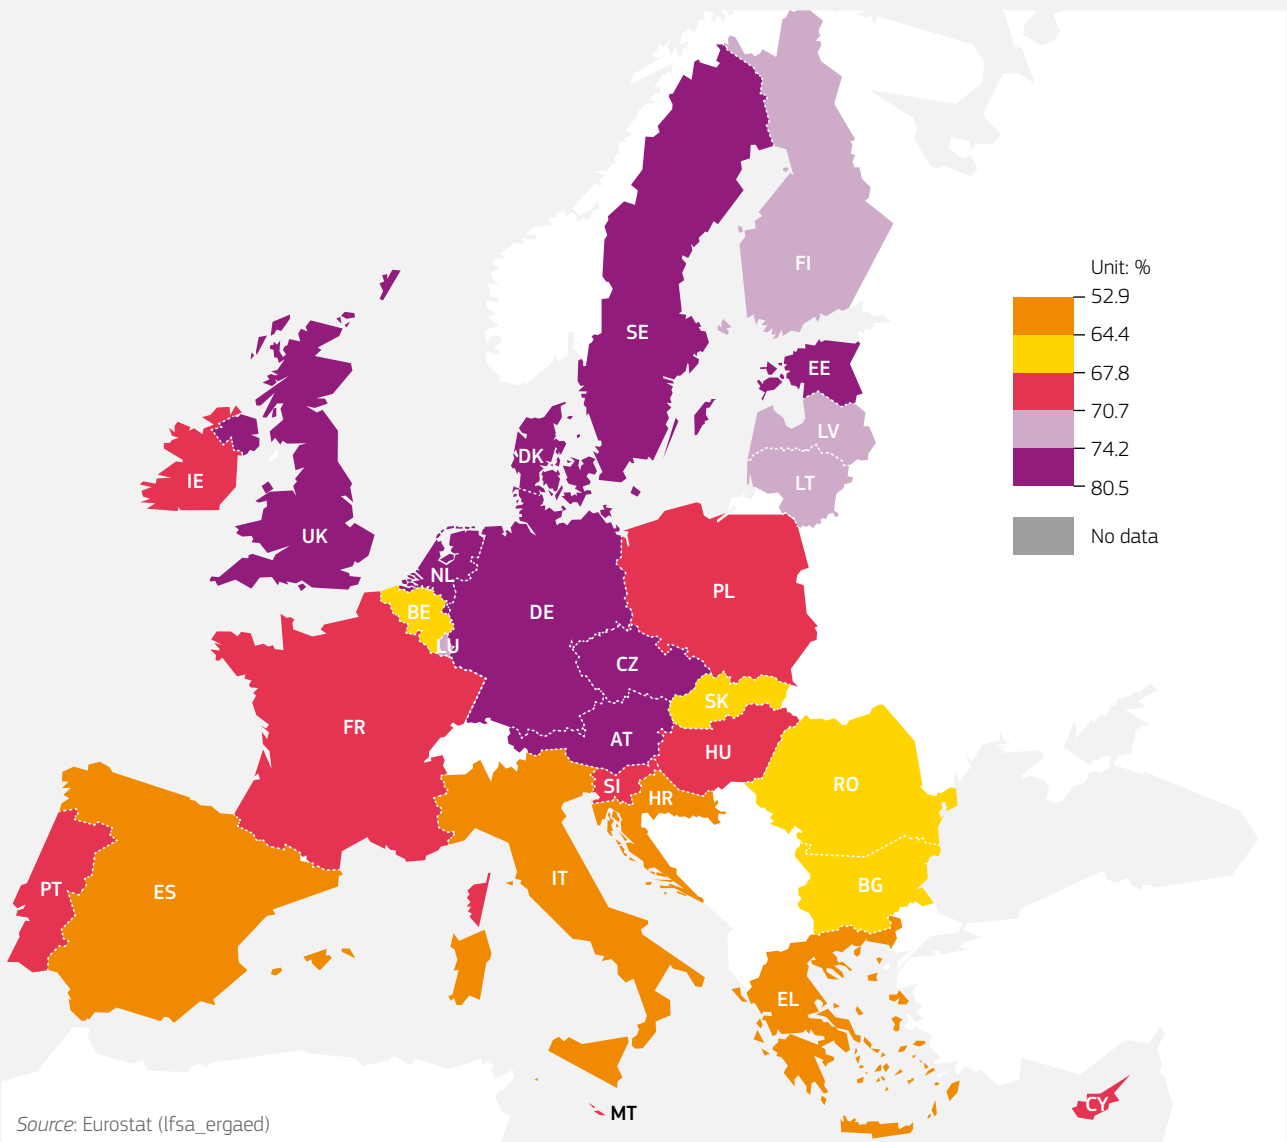 Unit: %
52.9
64.4
67.8
70.7
74.2
80.5
No data
FI
SE
EE
LV
LT
DK
IE
UK
NL
BE
LU
DE
PL
CZ
SK
AT
HU
FR
SI
HR
RO
IT
BG
PT
ES
EL
MT
CY
Source: Eurostat (lfsa_ergaed)